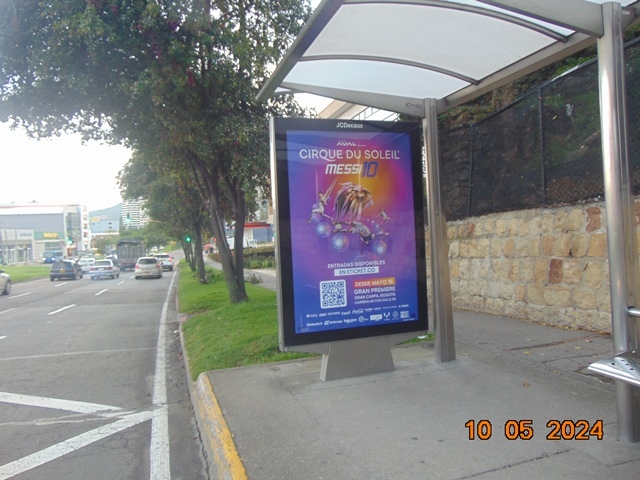 JCDecaux
CIRQUE DU SOLEIL
MESSI10
ENTRADAS DISPONIBLES
EN ETICKET.CO
DESDE MAYO 16
GRAN PREMIERE
GRAN CARPA, BOGOTA
10 05 2024